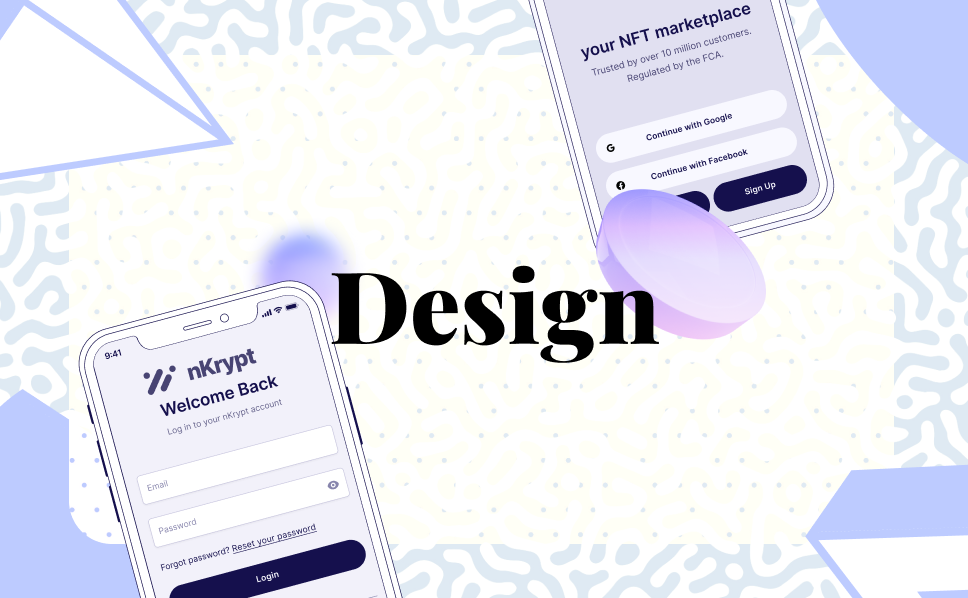 your NFT marketplace
Trusted by over 10 million customers.
Regulated by the FCA.
Continue with Google
Continue with Facebook
Sign Up
Design
9:41
nKrypt
Welcome Back
Log in to your nKrypt account
Email
Password
Forgot password? Reset your password
Login